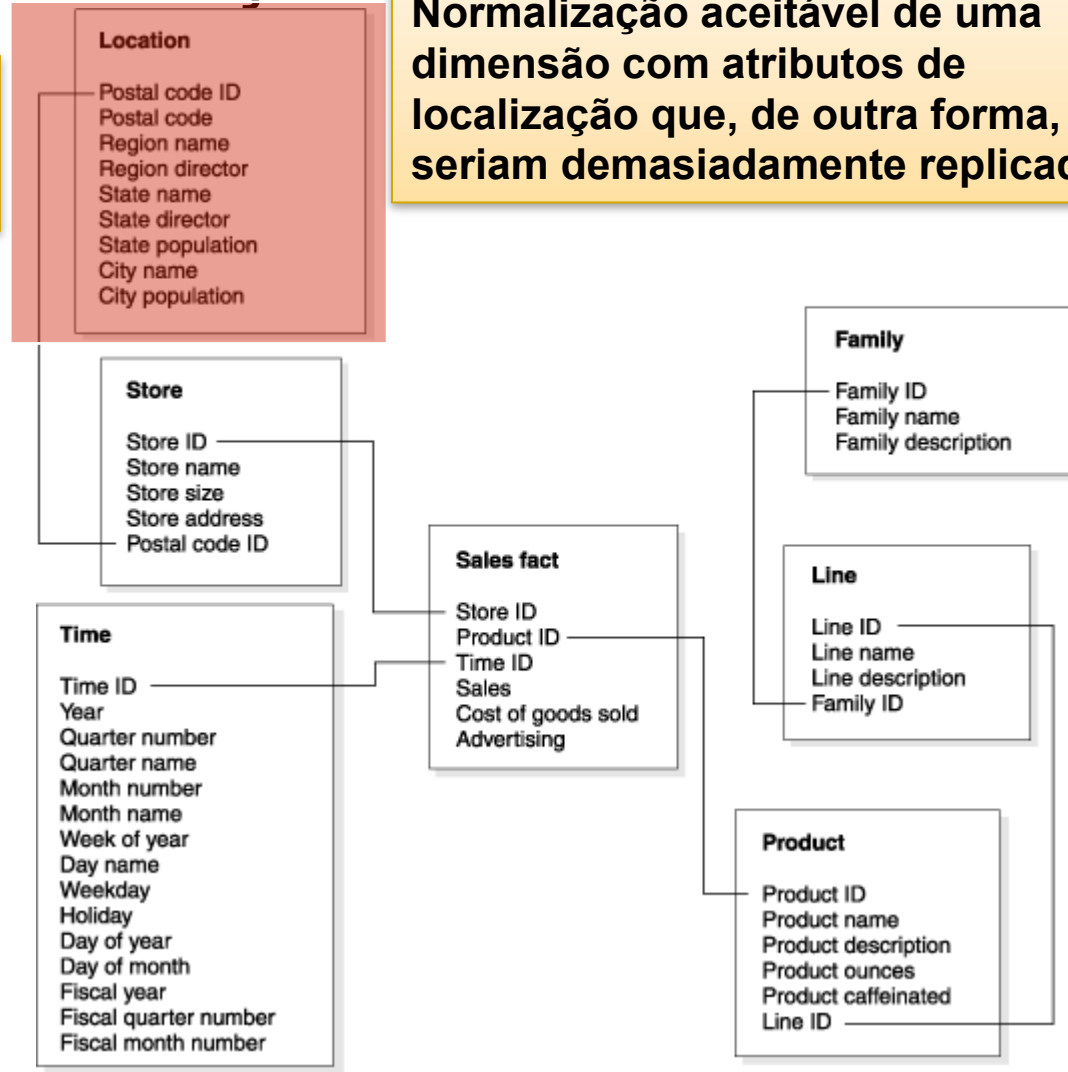 Normalização aceitável de uma
dimensão com atributos de
localização que, de outra forma,
seriam demasiadamente
Location
Postal code ID
Postal code
Region name
Region director
State name
State director
State population
City name
City population
Store
Store ID
Store name
Store size
Store address
Postal code ID
Time
Time ID
Year
Quarter number
Quarter name
Month number
Month name
Week of year
Day name
Weekday
Holiday
Day of year
Day of month
Fiscal year
Fiscal quarter number
Fiscal month number
Sales fact
Store ID
Product ID
Time ID
Sales
Cost of goods sold
Advertising
Family
Family ID
Family name
Family description
Line
Line ID
Line name
Line description
Family ID
Product
Product ID
Product name
Product description
Product ounces
Product caffeinated
Line ID